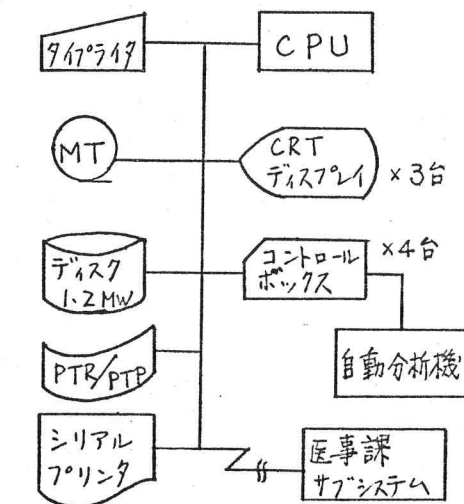 タイプライタ
CPU
MT
CRT
ディスプレイ
×3台
ディスク
1.2MW
コントロール
ボックス
×4台
PTR/PTP
自動分析機
シリアル
プリンタ
医事課
サブシステム